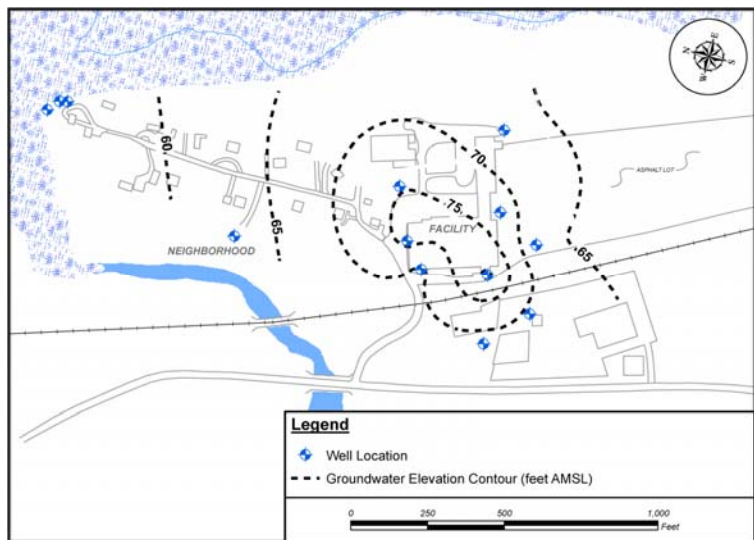 N
E
S
W
60
65
70
75
FACILITY
65
ASPHALT LOT
NEIGHBORHOOD
Legend
Well Location
Groundwater Elevation Contour (feet AMSL)
0 250 500 1,000
Feet